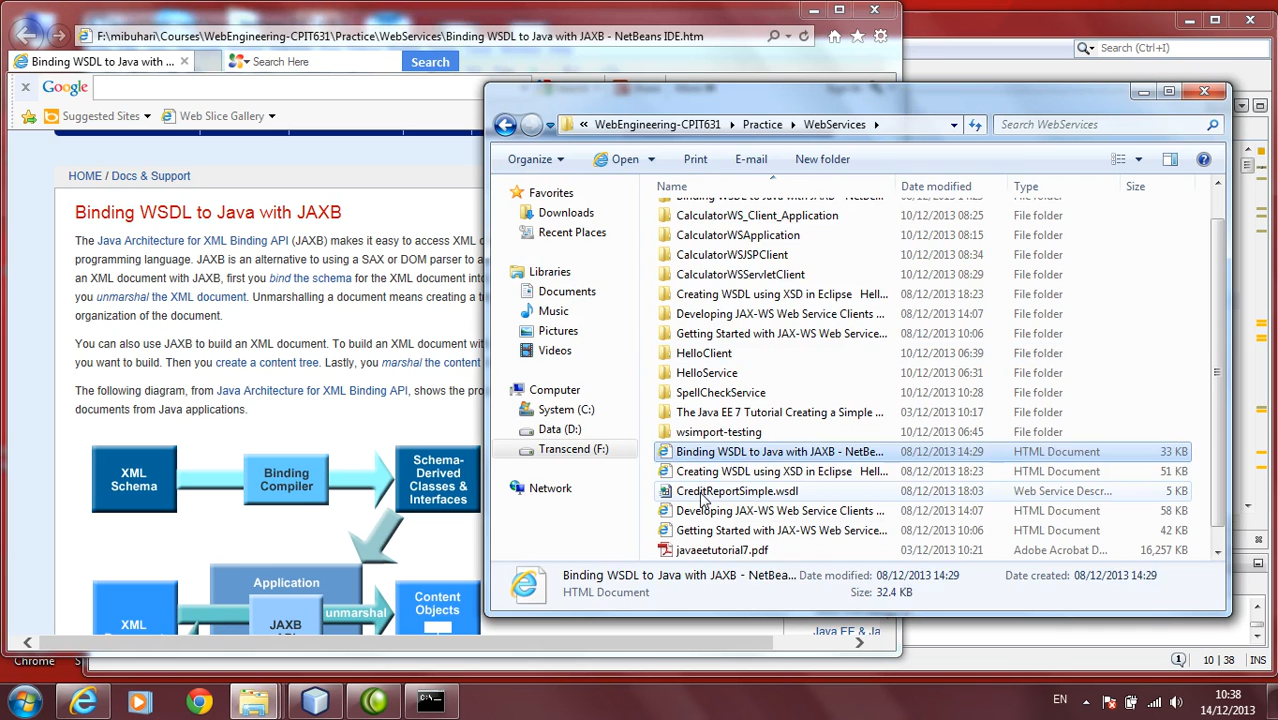 F:\mibuhari\Courses\WebEngineering-CPIT631\Practice\WebServices\Binding WSDL to Java with JAXB - NetBeans IDE.htm
Search (Ctrl+I)
Binding WSDL to Java with ...
Search Here
Search
x Google
Suggested Sites
Web Slice Gallery
HOME / Docs & Support
Binding WSDL to Java with JAXB
The Java Architecture for XML Binding API (JAXB) makes it easy to access XML
programming language. JAXB is an alternative to using a SAX or DOM parser to
an XML document with JAXB, first you bind the schema for the XML document into
you unmarshal the XML document. Unmarshalling a document means creating a
organization of the document.
You can also use JAXB to build an XML document. To build an XML document with
you want to build. Then you create a content tree. Lastly, you marshal the content
The following diagram, from Java Architecture for XML Binding API, shows the
documents from Java applications.
XML
Schema
Binding
Compiler
Schema-
Derived
Classes &
Interfaces
Application
XML
unmarshal
JAXB
Content
Objects
Java EE & Ja
« WebEngineering-CPIT631
Practice
WebServices
Search WebServices
Organize
Open
Print
E-mail
New folder
Favorites
Downloads
Recent Places
Libraries
Documents
Music
Pictures
Videos
Computer
System (C:)
Data (D:)
Transcend (F:)
Network
Name Date modified Type Size
CalculatorWS_Client_Application 10/12/2013 08:25 File folder
CalculatorWSApplication 10/12/2013 08:25 File folder
CalculatorWSJSPClient 10/12/2013 08:34 File folder
CalculatorWSServletClient 10/12/2013 08:29 File folder
Creating WSDL using XSD in Eclipse Hell... 08/12/2013 18:23 File folder
Developing JAX-WS Web Service Clients ... 08/12/2013 14:07 File folder
Getting Started with JAX-WS Web Service... 08/12/2013 10:06 File folder
HelloClient 10/12/2013 06:39 File folder
HelloService 10/12/2013 06:31 File folder
SpellCheckService 10/12/2013 10:28 File folder
The Java EE 7 Tutorial Creating a Simple ... 03/12/2013 10:17 File folder
wsimport-testing 10/12/2013 06:45 File folder
Binding WSDL to Java with JAXB - NetBe... 08/12/2013 14:29 HTML Document 33 KB
Creating WSDL using XSD in Eclipse Hell... 08/12/2013 18:23 HTML Document 51 KB
CreditReportSimple.wsdl 08/12/2013 18:03 Web Service Descr... 5 KB
Developing JAX-WS Web Service Clients ... 08/12/2013 14:07 HTML Document 58 KB
Getting Started with JAX-WS Web Service... 08/12/2013 10:06 HTML Document 42 KB
javaeetutorial7.pdf 03/12/2013 10:21 Adobe Acrobat D... 16,257 KB
Binding WSDL to Java with JAXB - NetBea... Date modified: 08/12/2013 14:29 Date created: 08/12/2013 14:29
HTML Document Size: 32.4 KB
Chrome
10 | 38
INS
EN
10:38
14/12/2013